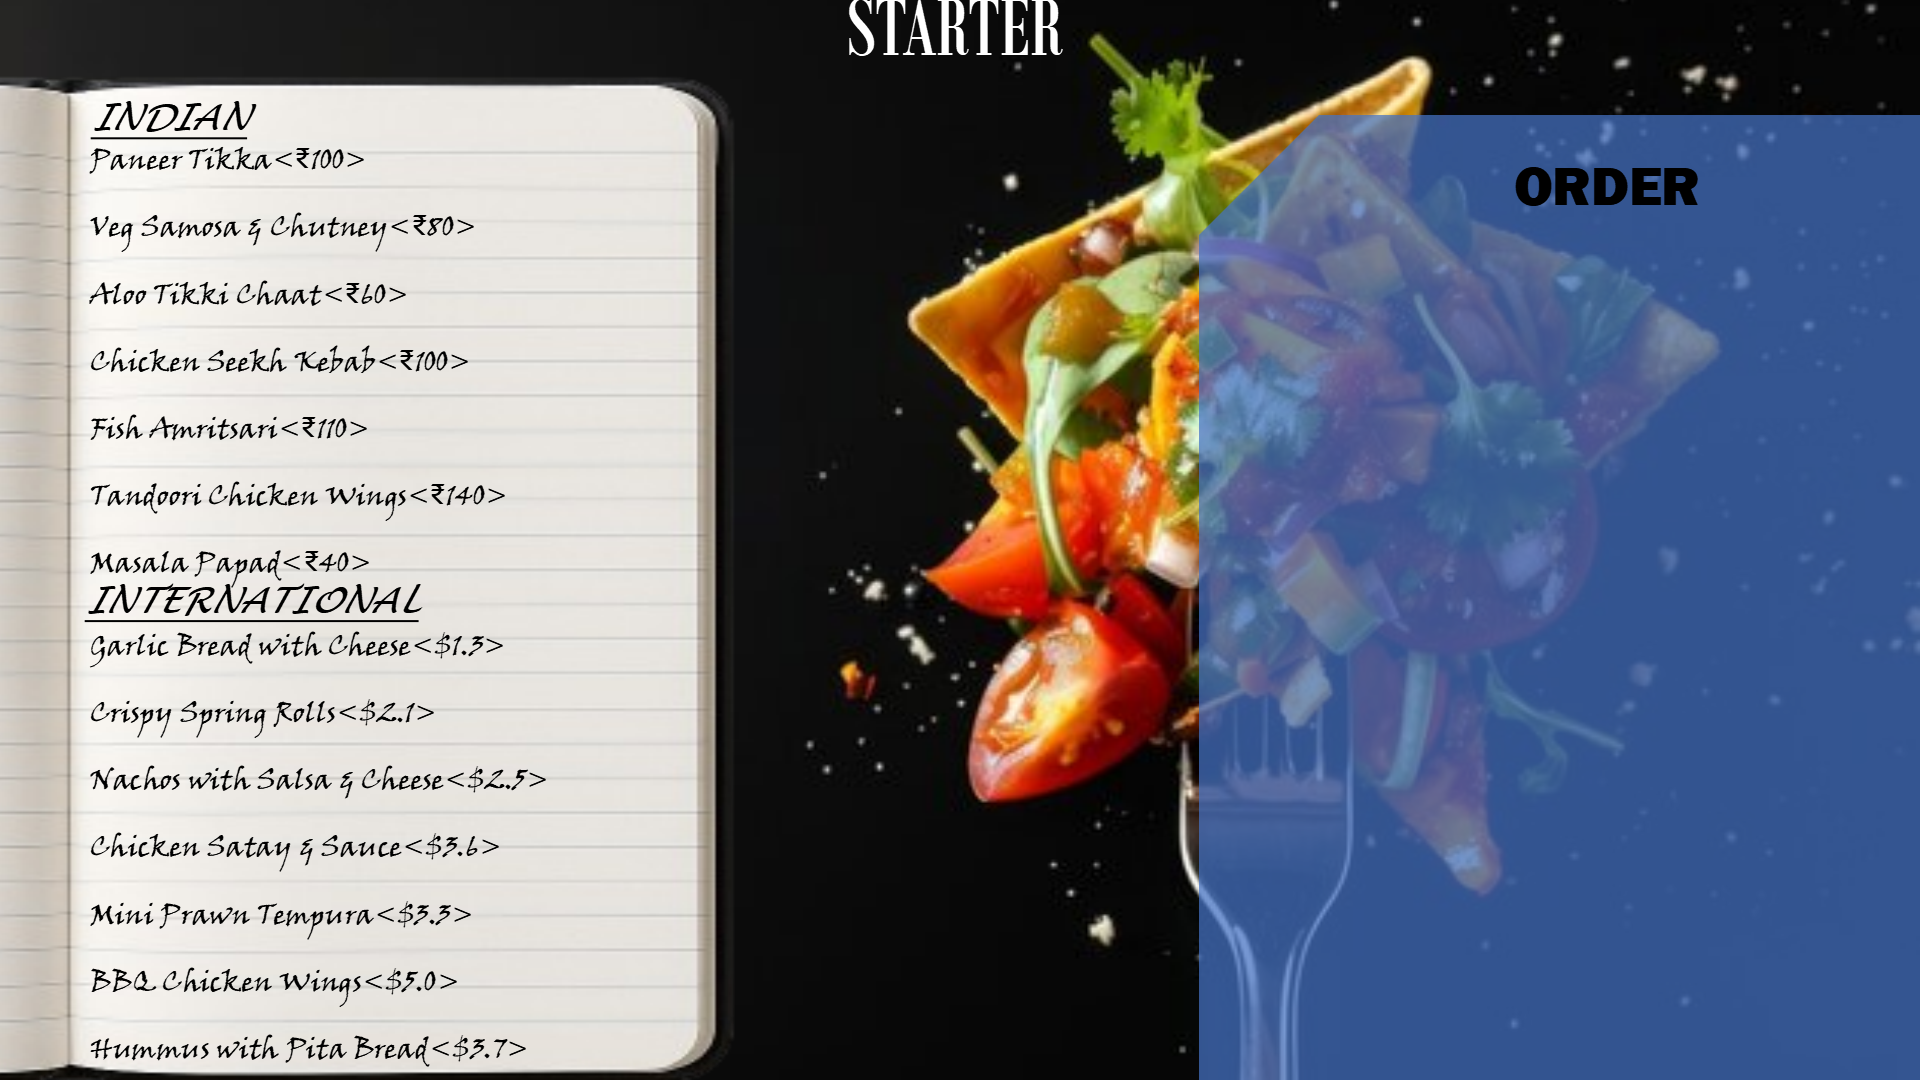 STARTER
INDIAN
Paneer Tikka<₹100>
Veg Samosa & Chutney<₹80>
Aloo Tikki Chaat<₹60>
Chicken Seekh Kebab<₹100>
Fish Amritsari<₹110>
Tandoori Chicken Wings<₹140>
Masala Papad<₹40>
INTERNATIONAL
Garlic Bread with Cheese<$1.3>
Crispy Spring Rolls<$2.1>
Nachos with Salsa & Cheese<$2.5>
Chicken Satay & Sauce<$3.6>
Mini Prawn Tempura<$3.3>
BBQ Chicken Wings<$5.0>
Hummus with Pita Bread<$3.7>
ORDER